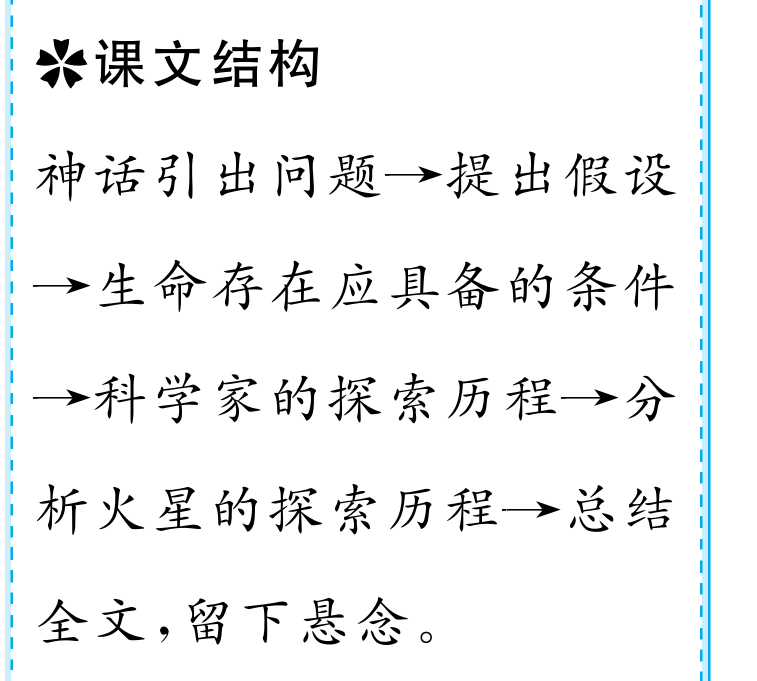 ✲课文结构
神话引出问题→提出假设
→生命存在应具备的条件
→科学家的探索历程→分
析火星的探索历程→总结
全文，留下悬念。